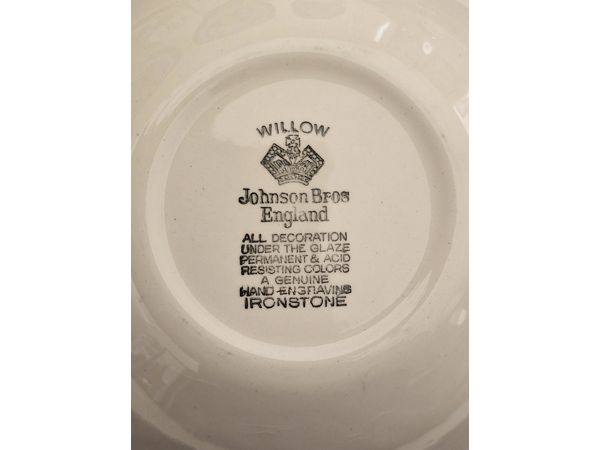 WILLOW
Johnson Bros
England
ALL DECORATION
UNDER THE GLAZE
PERMANENT & ACID
RESISTING COLORS
A GENUINE
HAND ENGRAVING
IRONSTONE